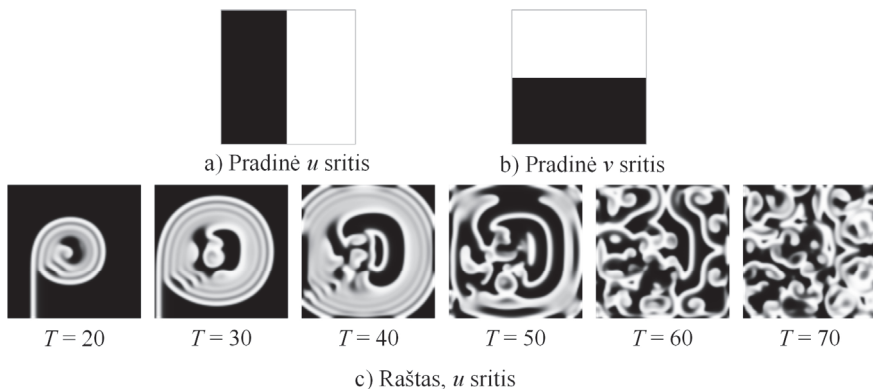 a) Pradinė u sritis
b) Pradinė v sritis
T = 20
T = 30
T = 40
T = 50
T = 60
T = 70
c) Raštas, u sritis